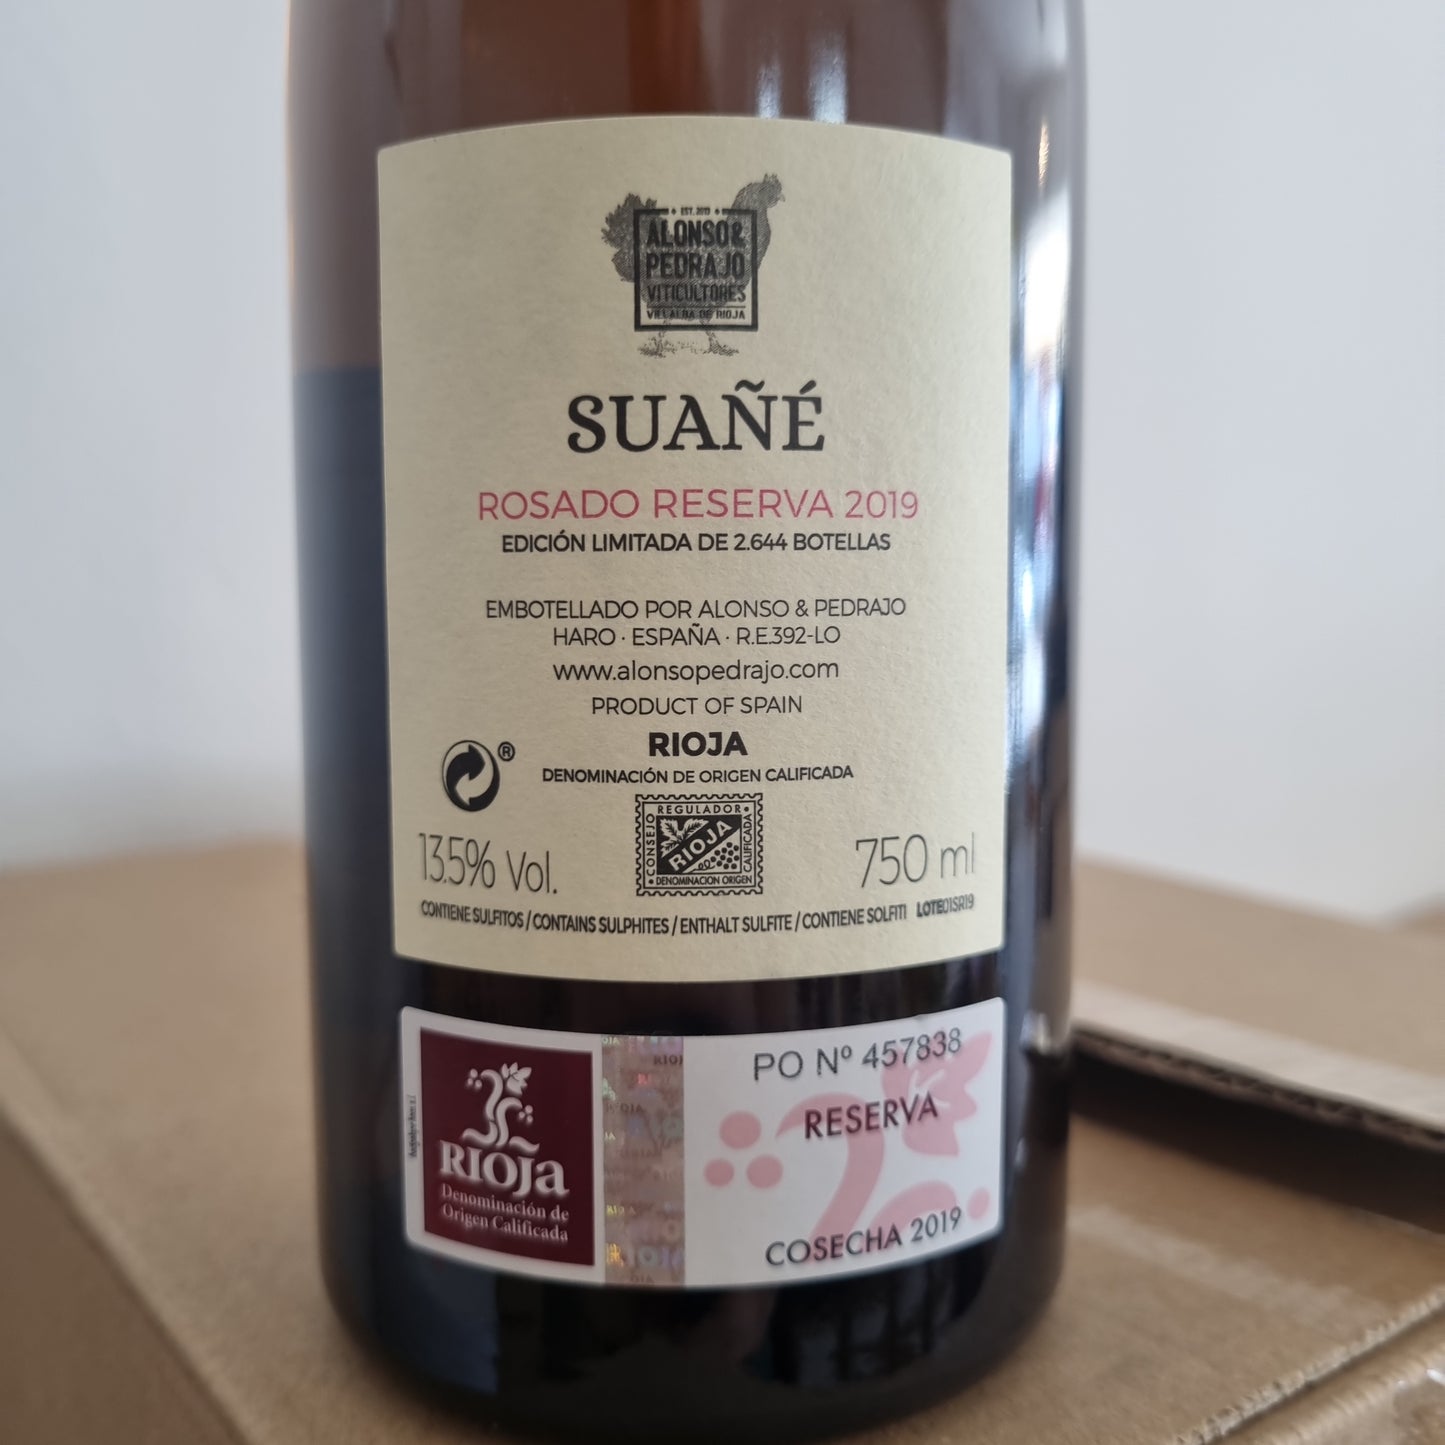 EST. 2017
ALONSO&
PEDRAJO
VITICULTORES
VILLALBA DE RIOJA
SUAÑÉ
ROSADO RESERVA 2019
EDICIÓN LIMITADA DE 2.644 BOTELLAS
EMBOTELLADO POR ALONSO & PEDRAJO
HARO · ESPAÑA · R.E.392-LO
www.alonsopedrajo.com
PRODUCT OF SPAIN
RIOJA
®
DENOMINACIÓN DE ORIGEN CALIFICADA
CONSEJO REGULADOR
RIOJA
DENOMINACION ORIGEN CALIFICADA
13.5% Vol.
750 ml
CONTIENE SULFITOS / CONTAINS SULPHITES / ENTHALT SULFITE / CONTIENE SOLFITI LOTE01SR19
PO Nº 457838
RESERVA
COSECHA 2019
RIOJa
Denominación de
Origen Calificada